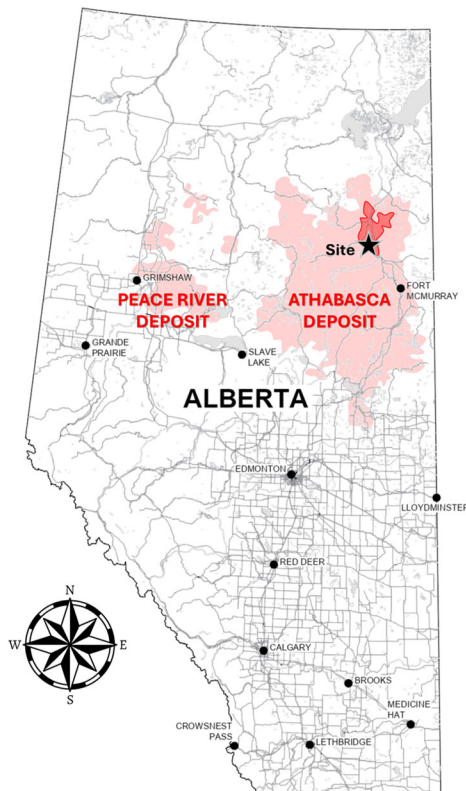 Site
GRIMSHAW
FORT
MCMURRAY
PEACE RIVER
DEPOSIT
ATHABASCA
DEPOSIT
GRANDE
PRAIRIE
SLAVE
LAKE
ALBERTA
EDMONTON
LLOYDMINSTER
RED DEER
N
W
E
S
CALGARY
BROOKS
MEDICINE
HAT
CROWSNEST
PASS
LETHBRIDGE